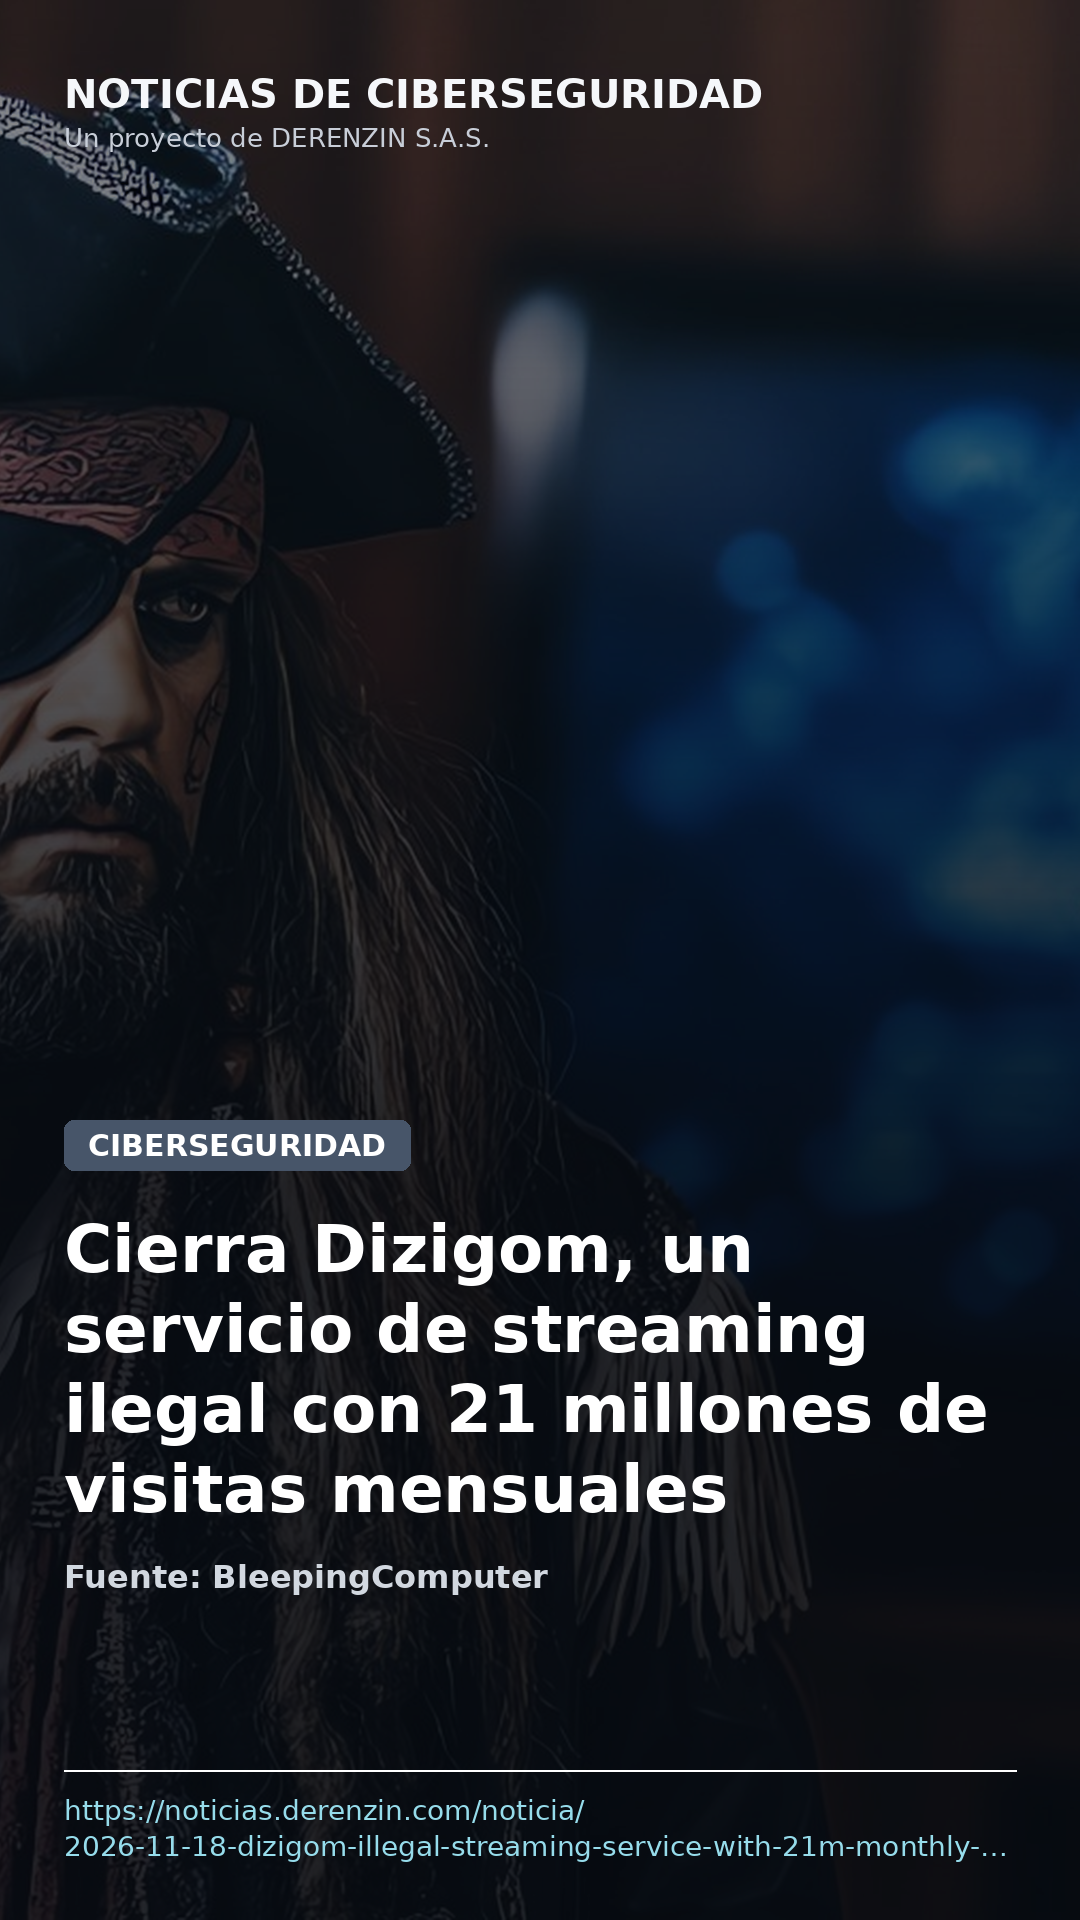 NOTICIAS DE CIBERSEGURIDAD
Un proyecto de DERENZIN S.A.S.
CIBERSEGURIDAD
Cierra Dizigom, un
servicio de streaming
ilegal con 21 millones de
visitas mensuales
Fuente: BleepingComputer
https://noticias.derenzin.com/noticia/
2026-11-18-dizigom-illegal-streaming-service-with-21m-monthly-...